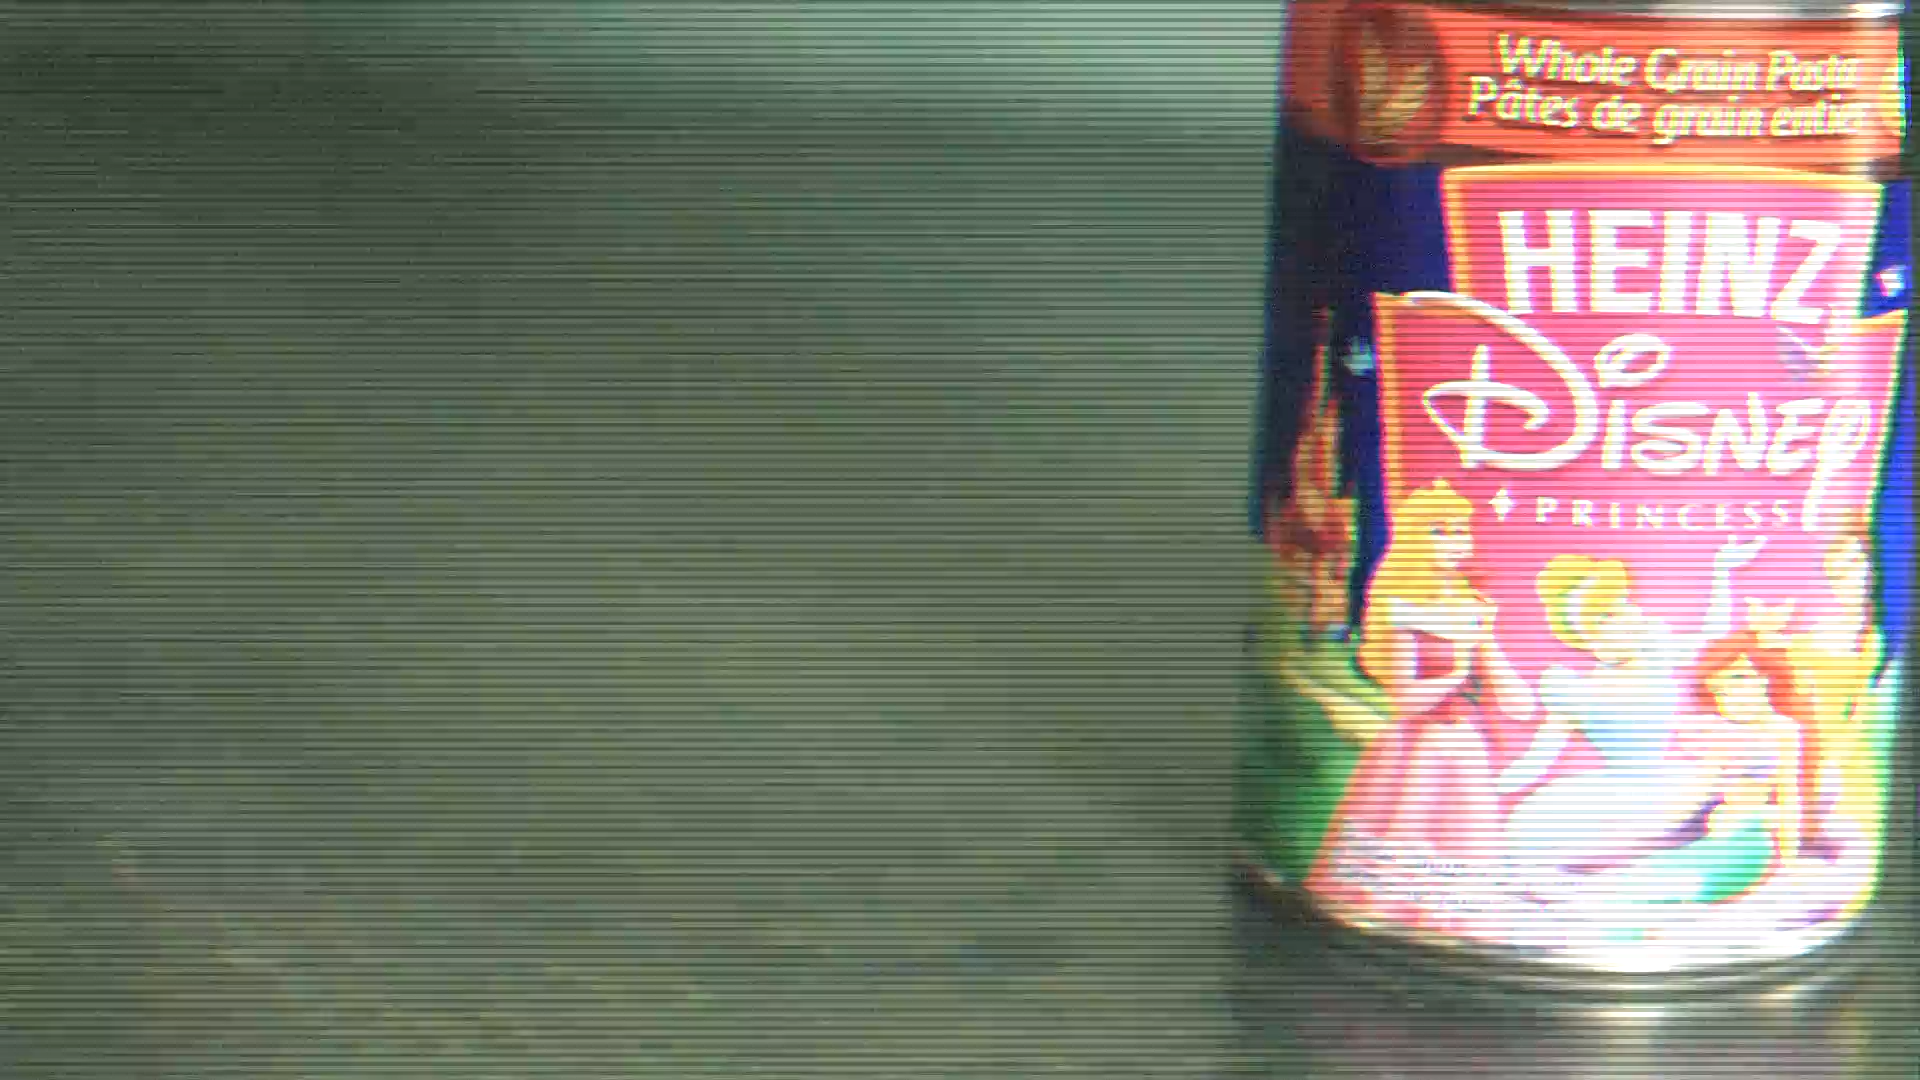 Whole Grain Pasta
Pâtes de grain entier
HEINZ
Disney
PRINCESS